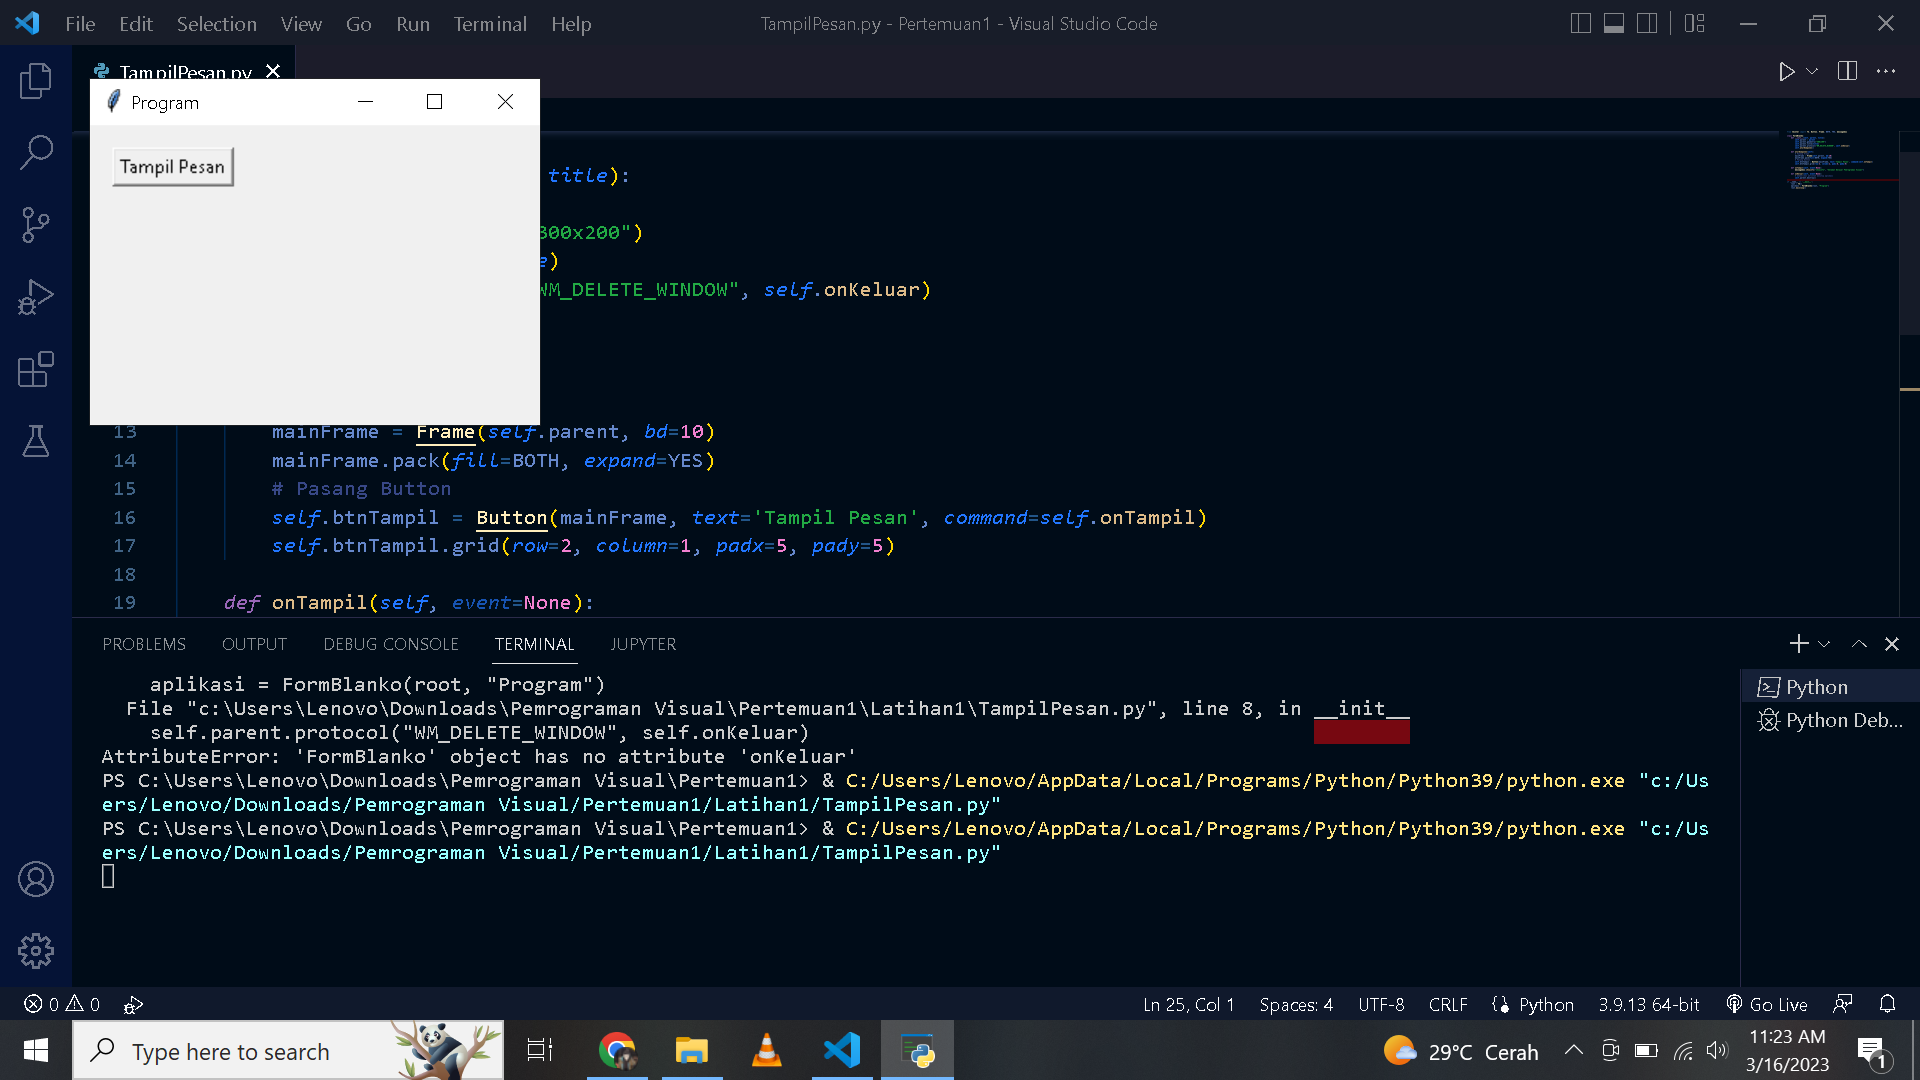 File Edit Selection View Go Run Terminal Help TampilPesan.py - Pertemuan1 - Visual Studio Code
TampilPesan.py
Program
Tampil Pesan
title):
300x200")
e)
WM_DELETE_WINDOW", self.onKeluar)
13 mainFrame = Frame(self.parent, bd=10)
14 mainFrame.pack(fill=BOTH, expand=YES)
15 # Pasang Button
16 self.btnTampil = Button(mainFrame, text='Tampil Pesan', command=self.onTampil)
17 self.btnTampil.grid(row=2, column=1, padx=5, pady=5)
18
19 def onTampil(self, event=None):
PROBLEMS OUTPUT DEBUG CONSOLE TERMINAL JUPYTER
aplikasi = FormBlanko(root, "Program")
File "c:\Users\Lenovo\Downloads\Pemrograman Visual\Pertemuan1\Latihan1\TampilPesan.py", line 8, in __init__
self.parent.protocol("WM_DELETE_WINDOW", self.onKeluar)
AttributeError: 'FormBlanko' object has no attribute 'onKeluar'
PS C:\Users\Lenovo\Downloads\Pemrograman Visual\Pertemuan1> & C:/Users/Lenovo/AppData/Local/Programs/Python/Python39/python.exe "c:/Us
ers/Lenovo/Downloads/Pemrograman Visual/Pertemuan1/Latihan1/TampilPesan.py"
PS C:\Users\Lenovo\Downloads\Pemrograman Visual\Pertemuan1> & C:/Users/Lenovo/AppData/Local/Programs/Python/Python39/python.exe "c:/Us
ers/Lenovo/Downloads/Pemrograman Visual/Pertemuan1/Latihan1/TampilPesan.py"
Python
Python Deb...
0 0 Ln 25, Col 1 Spaces: 4 UTF-8 CRLF Python 3.9.13 64-bit Go Live
Type here to search
29°C Cerah
11:23 AM
3/16/2023
1